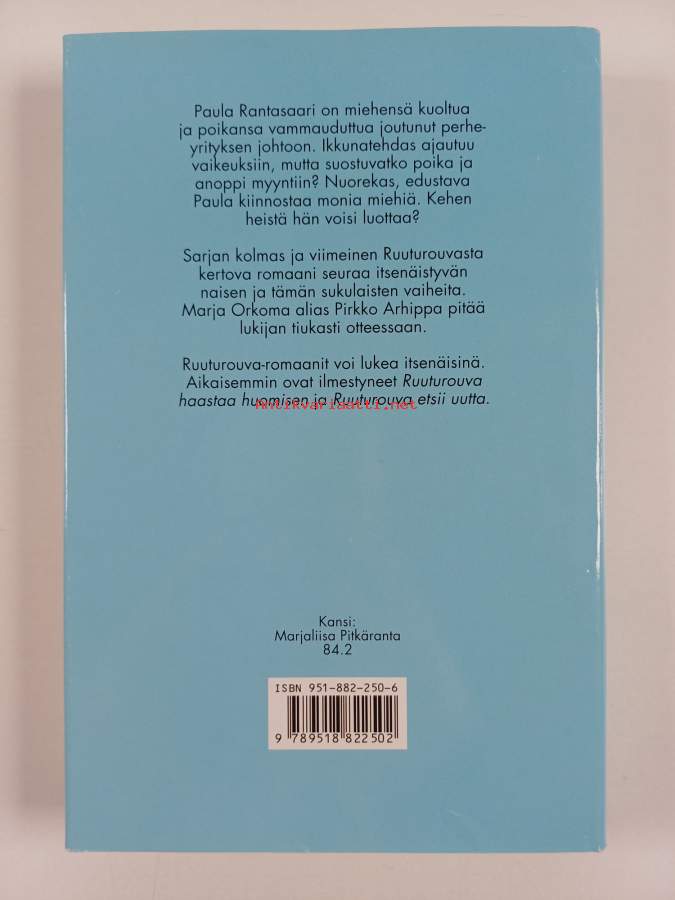 Paula Rantasaari on miehensä kuoltua
ja poikansa vammauduttua joutunut perhe-
yrityksen johtoon. Ikkunatehdas ajautuu
vaikeuksiin, mutta suostuvatko poika ja
anoppi myyntiin? Nuorekas, edustava
Paula kiinnostaa monia miehiä. Kehen
heistä hän voisi luottaa?
Sarjan kolmas ja viimeinen Ruuturouvasta
kertova romaani seuraa itsenäistyvän
naisen ja tämän sukulaisten vaiheita.
Marja Orkoma alias Pirkko Arhippa pitää
lukijan tiukasti otteessaan.
Ruuturouva-romaanit voi lukea itsenäisinä.
Aikaisemmin ovat ilmestyneet Ruuturouva
haastaa huomisen ja Ruuturouva etsii uutta.
Antikvariaatti.net
Kansi:
Marjaliisa Pitkäranta
84.2
ISBN 951-882-250-6
9 789518 822502